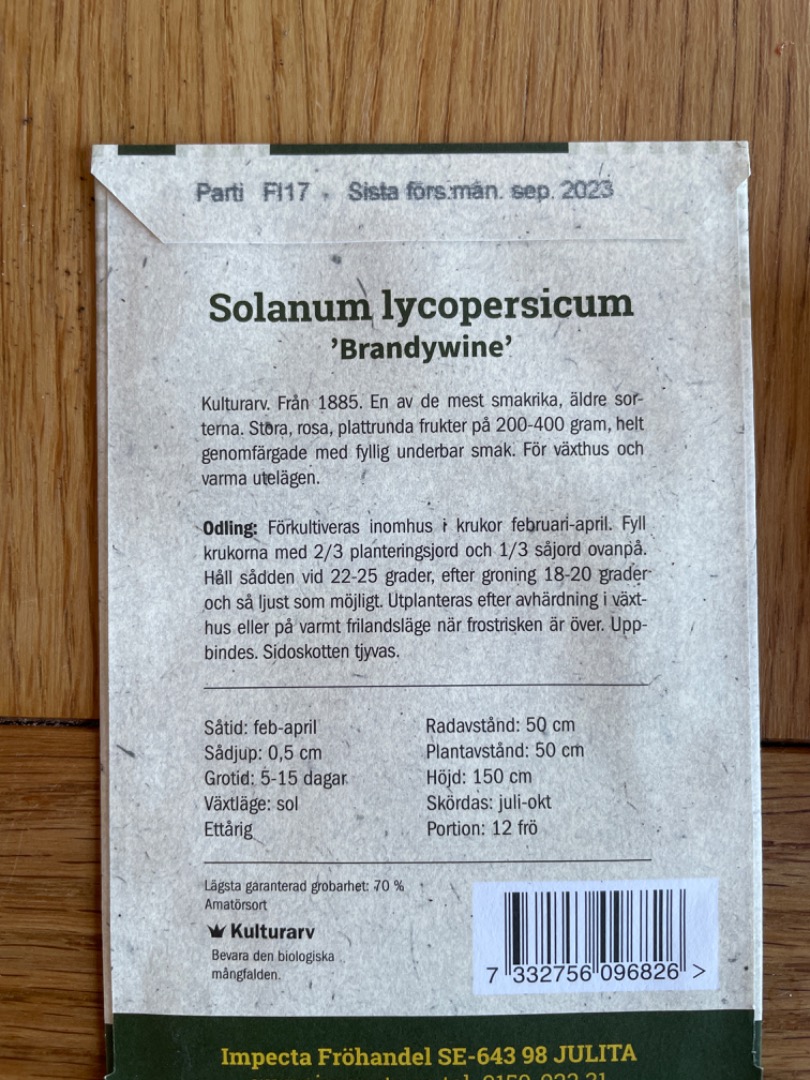 Parti FI17 . Sista förs.mån. sep. 2023
Solanum lycopersicum
’Brandywine’
Kulturarv. Från 1885. En av de mest smakrika, äldre sor-
terna. Stora, rosa, plattrunda frukter på 200-400 gram, helt
genomfärgade med fyllig underbar smak. För växthus och
varma utelägen.
Odling: Förkultiveras inomhus i krukor februari-april. Fyll
krukorna med 2/3 planteringsjord och 1/3 såjord ovanpå.
Håll sådden vid 22-25 grader, efter groning 18-20 grader
och så ljust som möjligt. Utplanteras efter avhärdning i växt-
hus eller på varmt frilandsläge när frostrisken är över. Upp-
bindes. Sidoskotten tjyvas.
Såtid: feb-april
Sådjup: 0,5 cm
Grotid: 5-15 dagar
Växtläge: sol
Ettårig
Radavstånd: 50 cm
Plantavstånd: 50 cm
Höjd: 150 cm
Skördas: juli-okt
Portion: 12 frö
Lägsta garanterad grobarhet: 70 %
Amatörsort
Kulturarv
Bevara den biologiska
mångfalden.
7 332756 096826 >
Impecta Fröhandel SE-643 98 JULITA